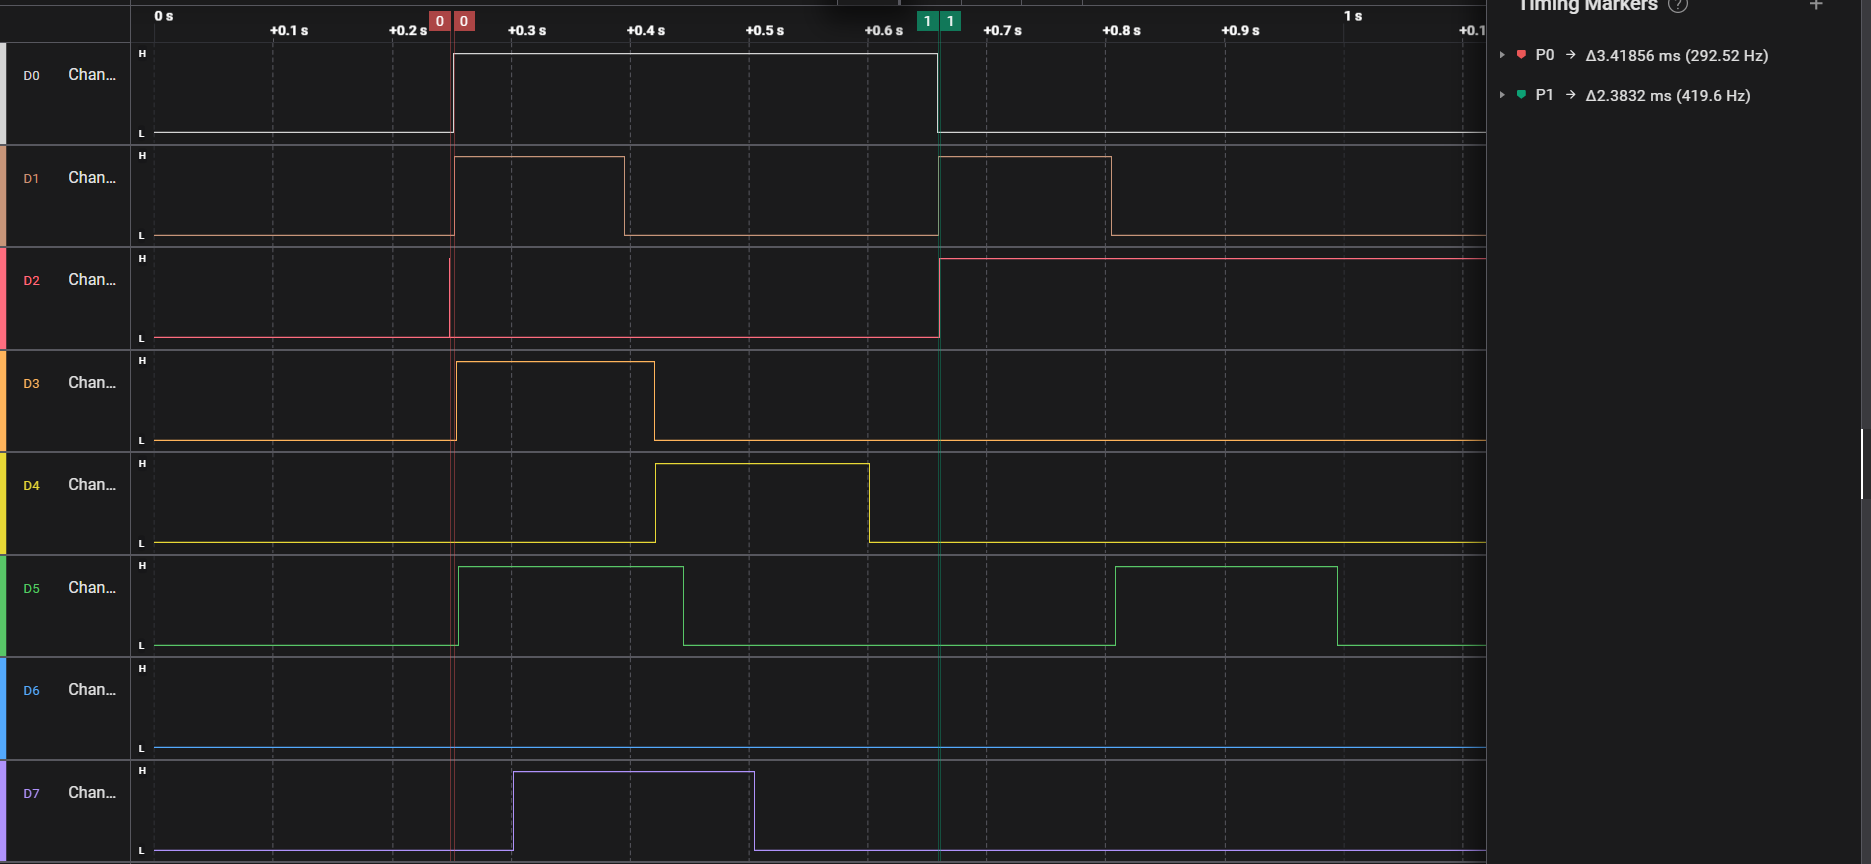 0 s
1 s
+0.1 s
+0.2 s
+0.3 s
+0.4 s
+0.5 s
+0.6 s
+0.7 s
+0.8 s
+0.9 s
+0.1
0 0
1 1
D0 Chan... H L
D1 Chan... H L
D2 Chan... H L
D3 Chan... H L
D4 Chan... H L
D5 Chan... H L
D6 Chan... H L
D7 Chan... H L
Timing Markers ? +
P0 → Δ3.41856 ms (292.52 Hz)
P1 → Δ2.3832 ms (419.6 Hz)